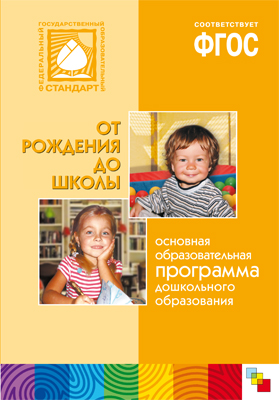 ФЕДЕРАЛЬНЫЙ
ГОСУДАРСТВЕННЫЙ
ОБРАЗОВАТЕЛЬНЫЙ
СТАНДАРТ
СООТВЕТСТВУЕТ
ФГОС
ОТ
РОЖДЕНИЯ
ДО
ШКОЛЫ
ОСНОВНАЯ
ОБРАЗОВАТЕЛЬНАЯ
ПРОГРАММА
ДОШКОЛЬНОГО
ОБРАЗОВАНИЯ